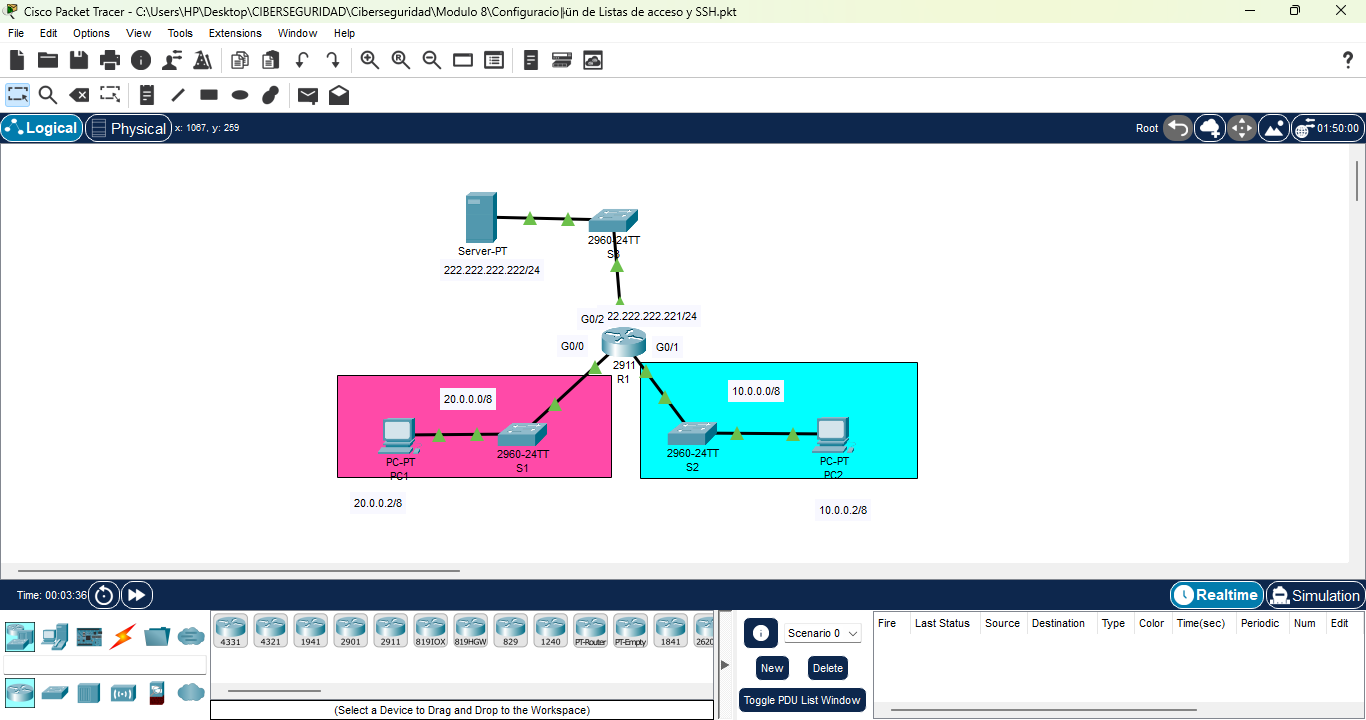 Cisco Packet Tracer - C:\Users\HP\Desktop\CIBERSEGURIDAD\Ciberseguridad\Modulo 8\Configuracio╠ün de Listas de acceso y SSH.pkt
File Edit Options View Tools Extensions Window Help
?
Logical Physical x: 1067, y: 259 Root 01:50:00
Server-PT
222.222.222.222/24
2960-24TT
S3
G0/2 22.222.222.221/24
G0/0 G0/1
2911
R1
20.0.0.0/8
10.0.0.0/8
PC-PT
PC1
2960-24TT
S1
2960-24TT
S2
PC-PT
PC2
20.0.0.2/8
10.0.0.2/8
Time: 00:03:36 Realtime Simulation
4331 4321 1941 2901 2911 819IOX 819HGW 829 1240 PT-Router PT-Empty 1841 2620
(Select a Device to Drag and Drop to the Workspace)
Scenario 0
New Delete
Toggle PDU List Window
Fire Last Status Source Destination Type Color Time(sec) Periodic Num Edit